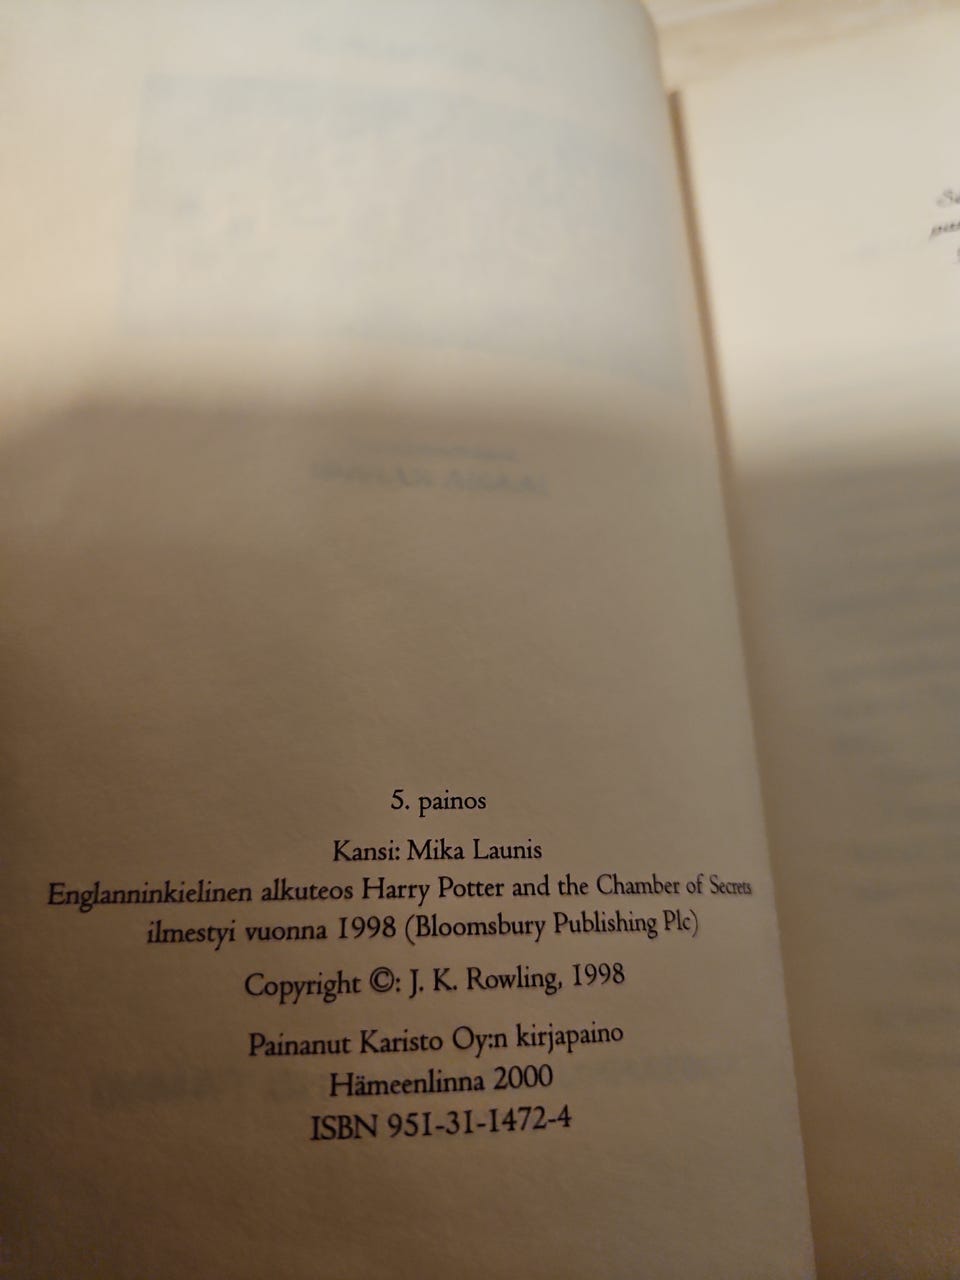 5. painos
Kansi: Mika Launis
Englanninkielinen alkuteos Harry Potter and the Chamber of Secrets
ilmestyi vuonna 1998 (Bloomsbury Publishing Plc)
Copyright ©: J. K. Rowling, 1998
Painanut Karisto Oy:n kirjapaino
Hämeenlinna 2000
ISBN 951-31-1472-4